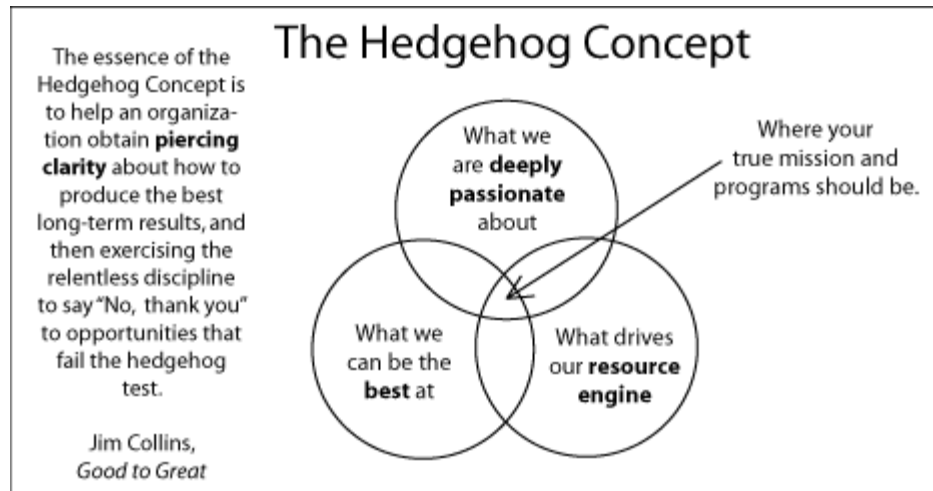 The Hedgehog Concept
The essence of the
Hedgehog Concept is
to help an organiza-
tion obtain piercing
clarity about how to
produce the best
long-term results, and
then exercising the
relentless discipline
to say “No, thank you”
to opportunities that
fail the hedgehog
test.
Jim Collins,
Good to Great
What we
are deeply
passionate
about
Where your
true mission and
programs should be.
What we
can be the
best at
What drives
our resource
engine